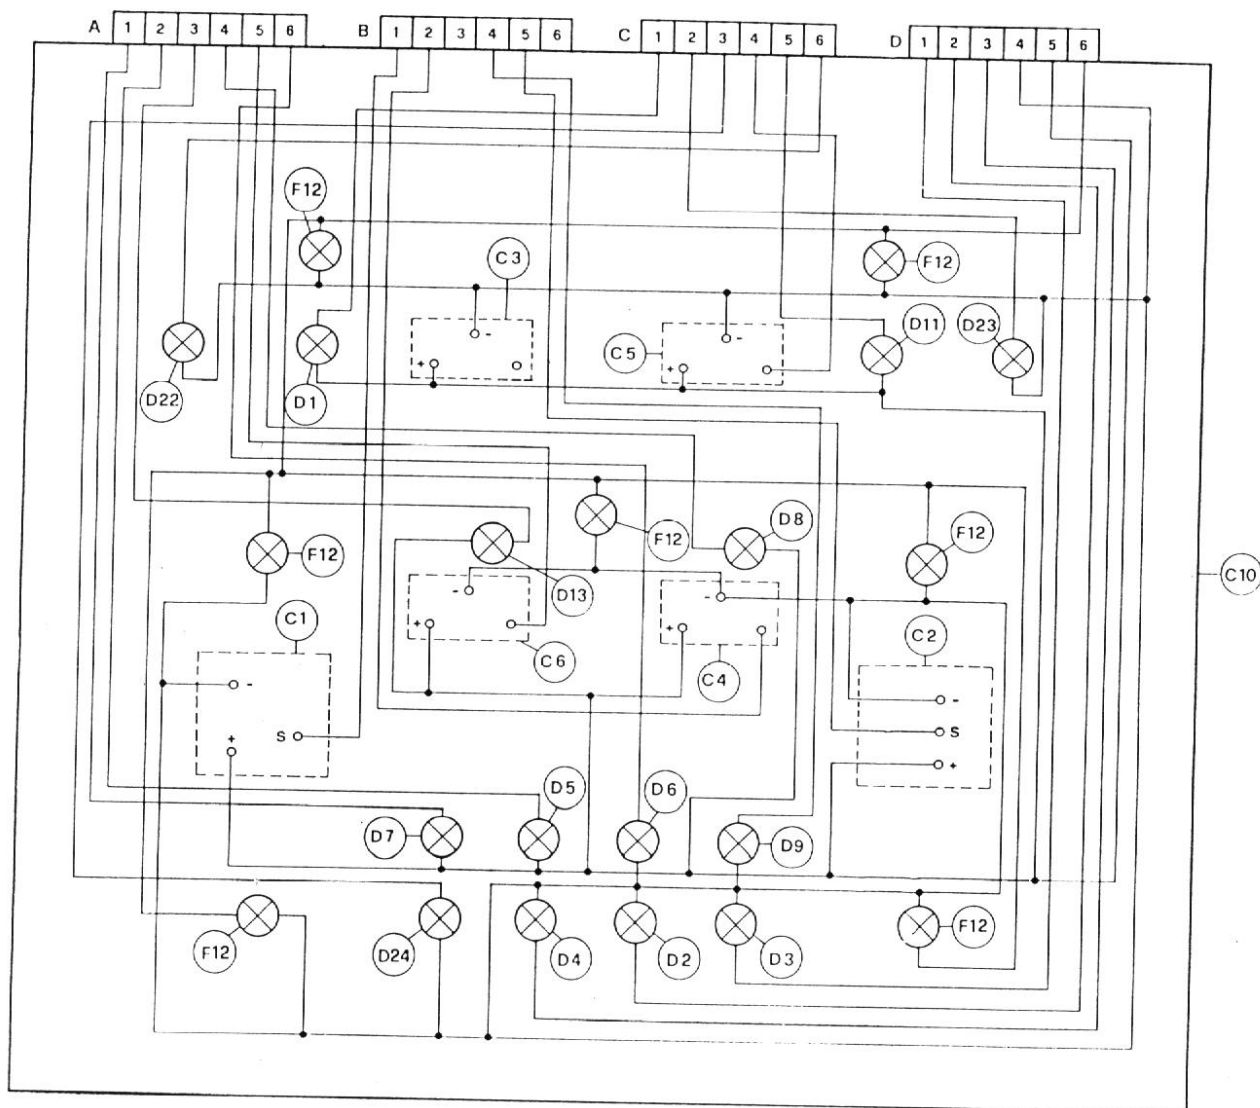 A 1 2 3 4 5 6 B 1 2 3 4 5 6 C 1 2 3 4 5 6 D 1 2 3 4 5 6
F12
C3
F12
D11
D23
C5
- -
+ +
D22
D1
D8
F12
F12
F12
C10
D13
- -
C1
+ +
C2
C6
C4
-
-
S
S
+
+
D5
D6
D7
D9
F12
D24
D4
D2
D3
F12